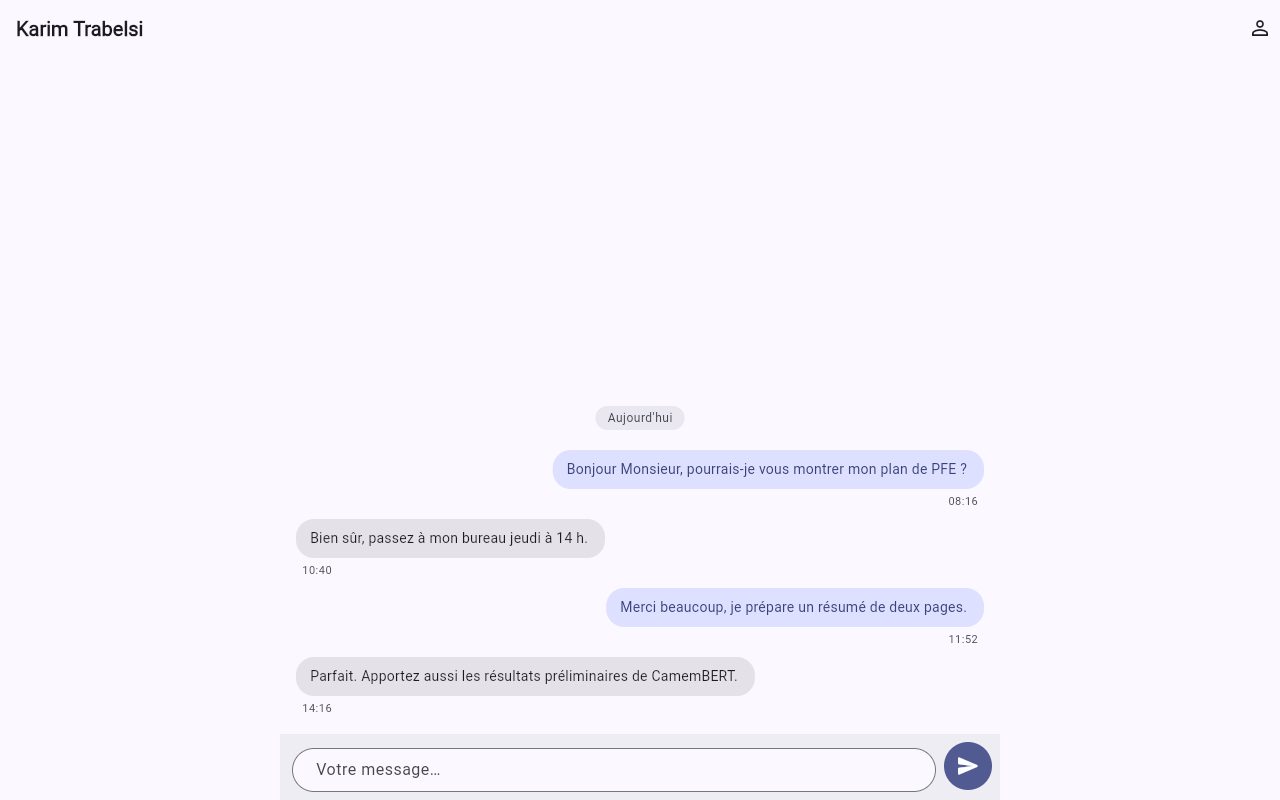 Karim Trabelsi
Aujourd'hui
Bonjour Monsieur, pourrais-je vous montrer mon plan de PFE ?
08:16
Bien sûr, passez à mon bureau jeudi à 14 h.
10:40
Merci beaucoup, je prépare un résumé de deux pages.
11:52
Parfait. Apportez aussi les résultats préliminaires de CamemBERT.
14:16
Votre message…